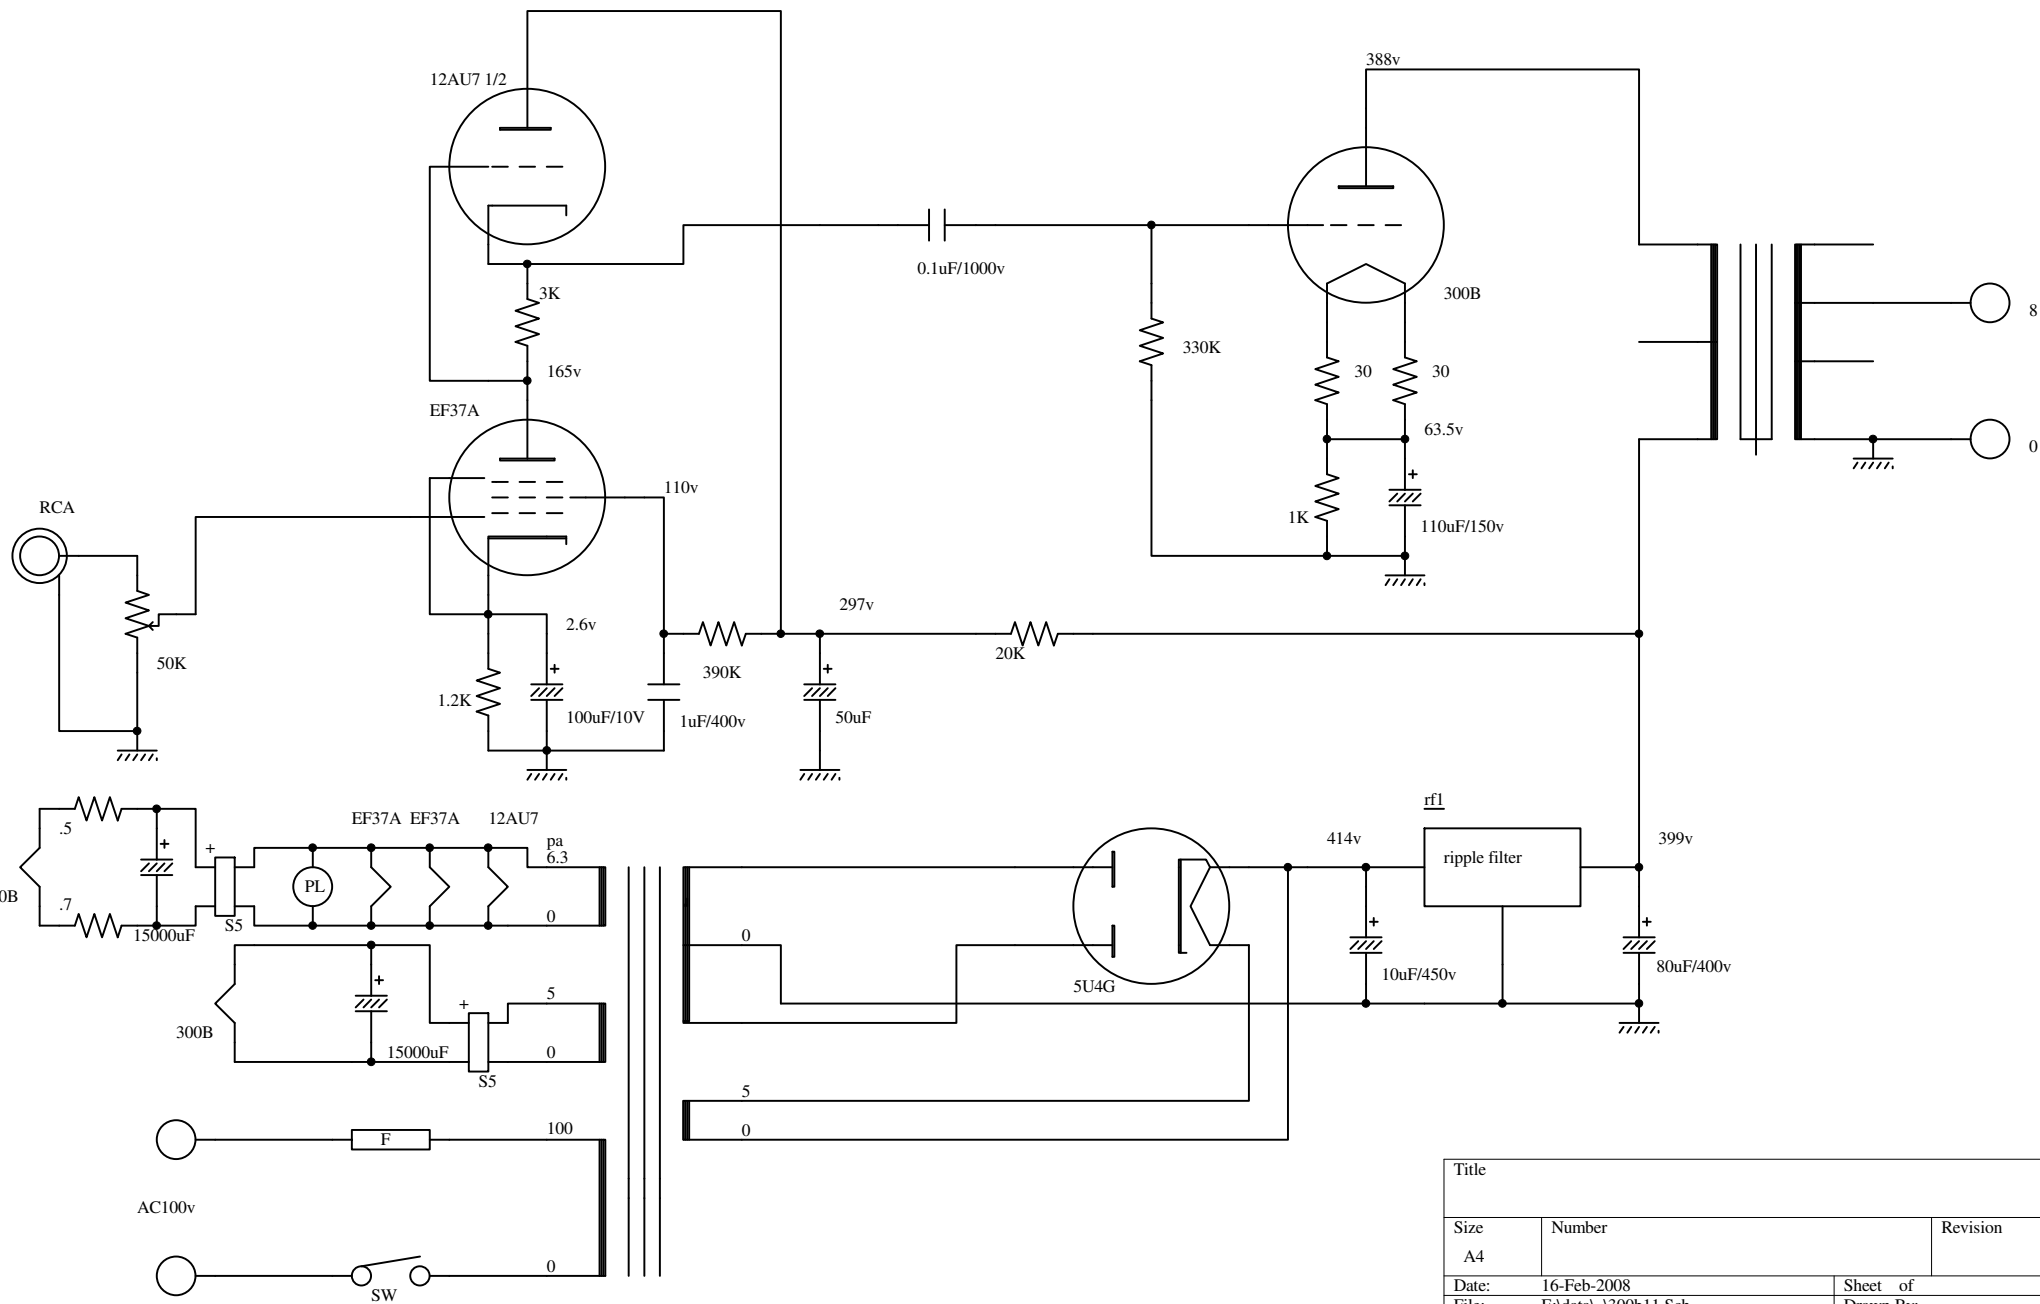 388v
12AU7 1/2
0.1uF/1000v
3K
300B
8
330K
165v
30
30
EF37A
63.5v
0
110v
RCA
1K
110uF/150v
297v
2.6v
20K
50K
390K
1.2K
100uF/10V
1uF/400v
50uF
rf1
EF37A EF37A 12AU7
.5
pa
6.3
+
414v
399v
ripple filter
PL
0B
.7
0
S5
15000uF
0
10uF/450v
80uF/400v
5U4G
5
+
300B
15000uF
0
S5
5
100
0
F
Title
AC100v
Size
Number
Revision
A4
0
SW
Date: 16-Feb-2008
Sheet of